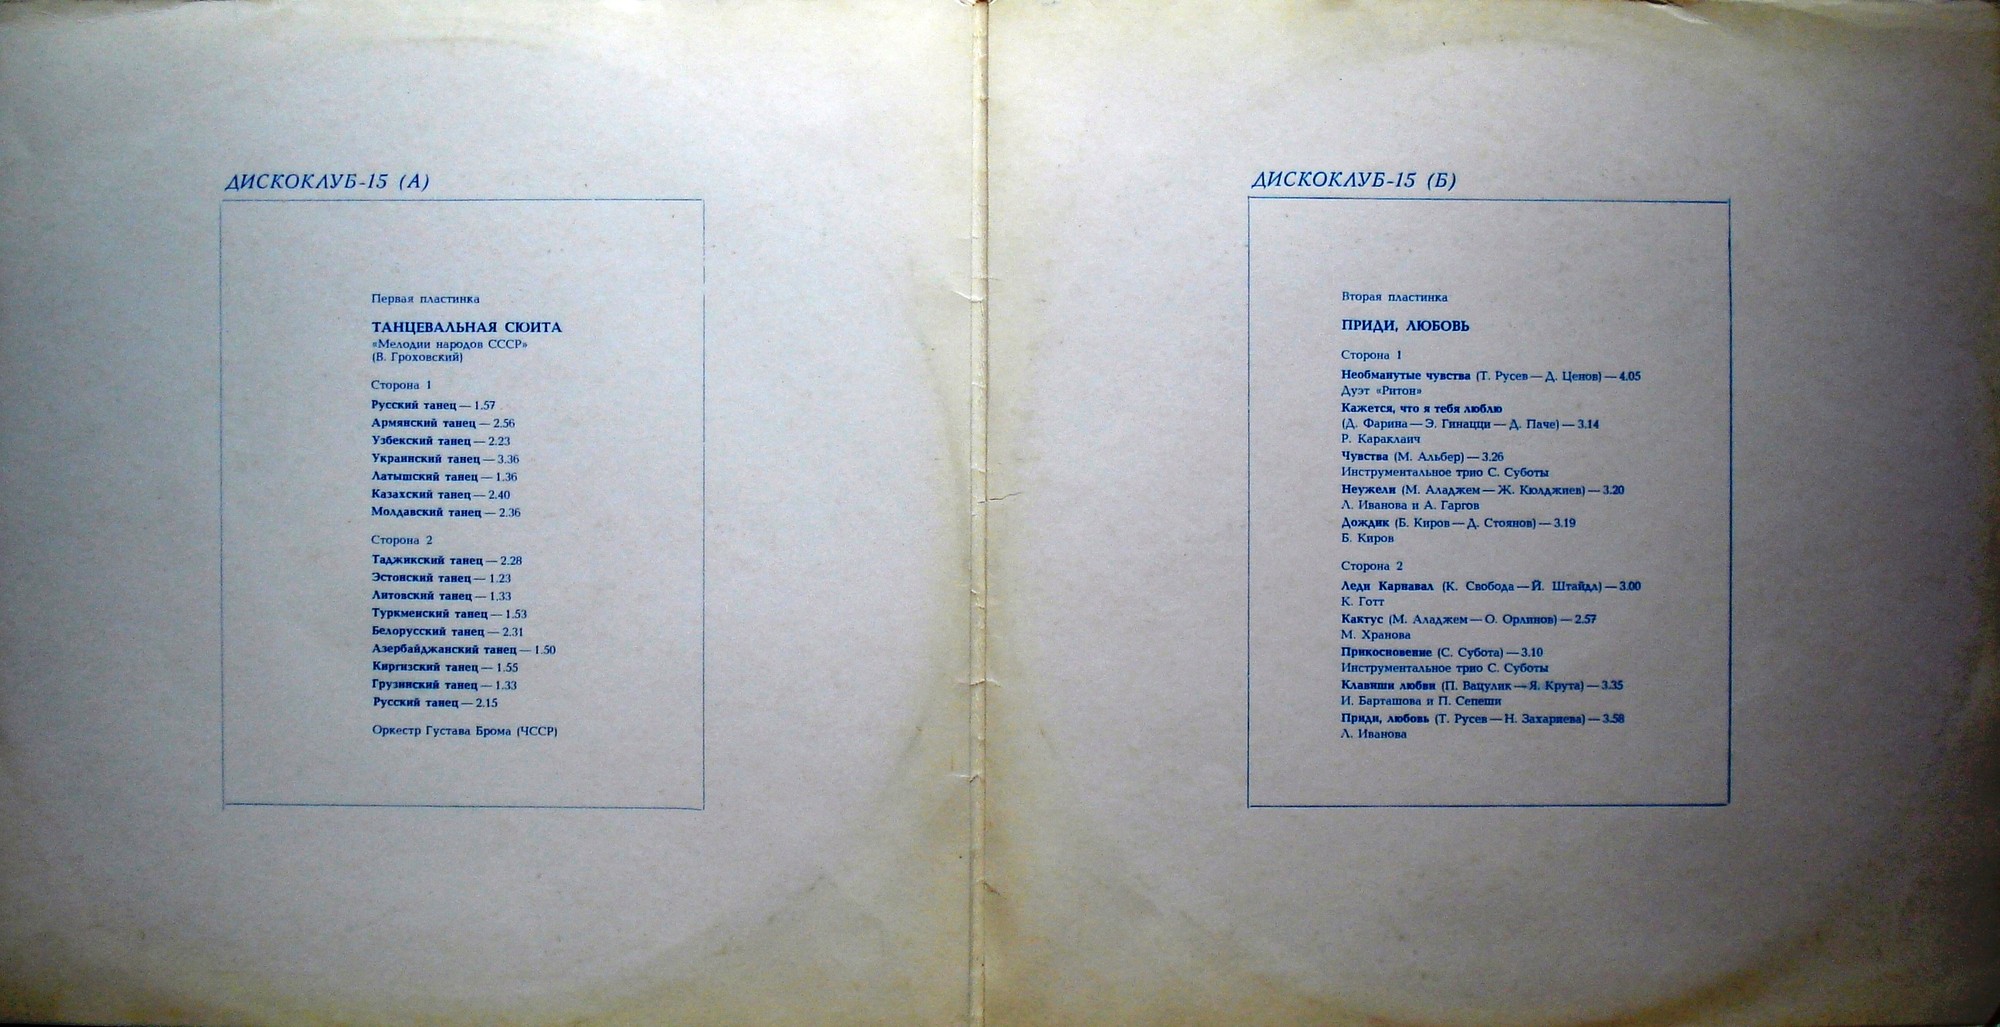 ДИСКОКЛУБ-15 (А)
Первая пластинка
ТАНЦЕВАЛЬНАЯ СЮИТА
«Мелодии народов СССР»
(В. Гроховский)
Сторона 1
Русский танец — 1.57
Армянский танец — 2.56
Узбекский танец — 2.23
Украинский танец — 3.36
Латышский танец — 1.36
Казахский танец — 2.40
Молдавский танец — 2.36
Сторона 2
Таджикский танец — 2.28
Эстонский танец — 1.23
Литовский танец — 1.33
Туркменский танец — 1.53
Белорусский танец — 2.31
Азербайджанский танец — 1.50
Киргизский танец — 1.55
Грузинский танец — 1.33
Русский танец — 2.15
Оркестр Густава Брома (ЧССР)
ДИСКОКЛУБ-15 (Б)
Вторая пластинка
ПРИДИ, ЛЮБОВЬ
Сторона 1
Необманутые чувства (Т. Русев — Д. Ценов) — 4.05
Дуэт «Ритон»
Кажется, что я тебя люблю
(Д. Фарина — Э. Гинацци — Д. Паче) — 3.14
Р. Караклаич
Чувства (М. Альбер) — 3.26
Инструментальное трио С. Суботы
Неужели (М. Аладжем — Ж. Кюлджиев) — 3.20
Л. Иванова и А. Гаргов
Дождик (Б. Киров — Д. Стоянов) — 3.19
Б. Киров
Сторона 2
Леди Карнавал (К. Свобода — Й. Штайдл) — 3.00
К. Готт
Кактус (М. Аладжем — О. Орлинов) — 2.57
М. Хранова
Прикосновение (С. Субота) — 3.10
Инструментальное трио С. Суботы
Клавиши любви (П. Вацулик — Я. Крута) — 3.35
И. Барташова и П. Сепеши
Приди, любовь (Т. Русев — Н. Захариева) — 3.58
Л. Иванова